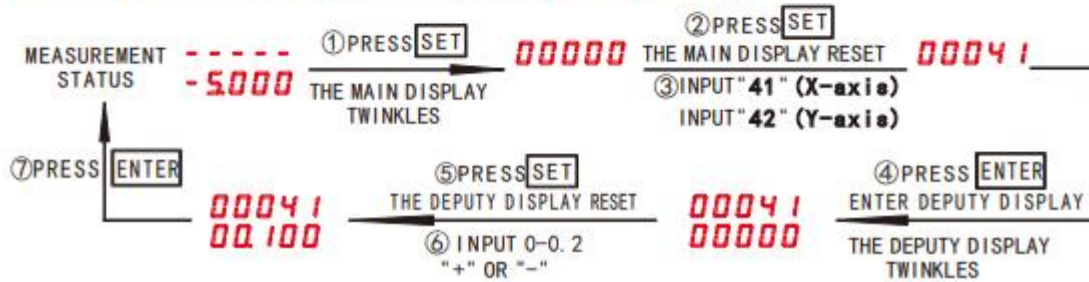 MEASUREMENT
STATUS
-----
-5.000
①PRESS SET
THE MAIN DISPLAY
TWINKLES
00000
②PRESS SET
THE MAIN DISPLAY RESET
③INPUT"41" (X-axis)
INPUT"42" (Y-axis)
00041
④PRESS ENTER
ENTER DEPUTY DISPLAY
THE DEPUTY DISPLAY
TWINKLES
00041
00000
⑤PRESS SET
THE DEPUTY DISPLAY RESET
⑥ INPUT 0-0.2
"+" OR "-"
00041
00.100
⑦PRESS ENTER